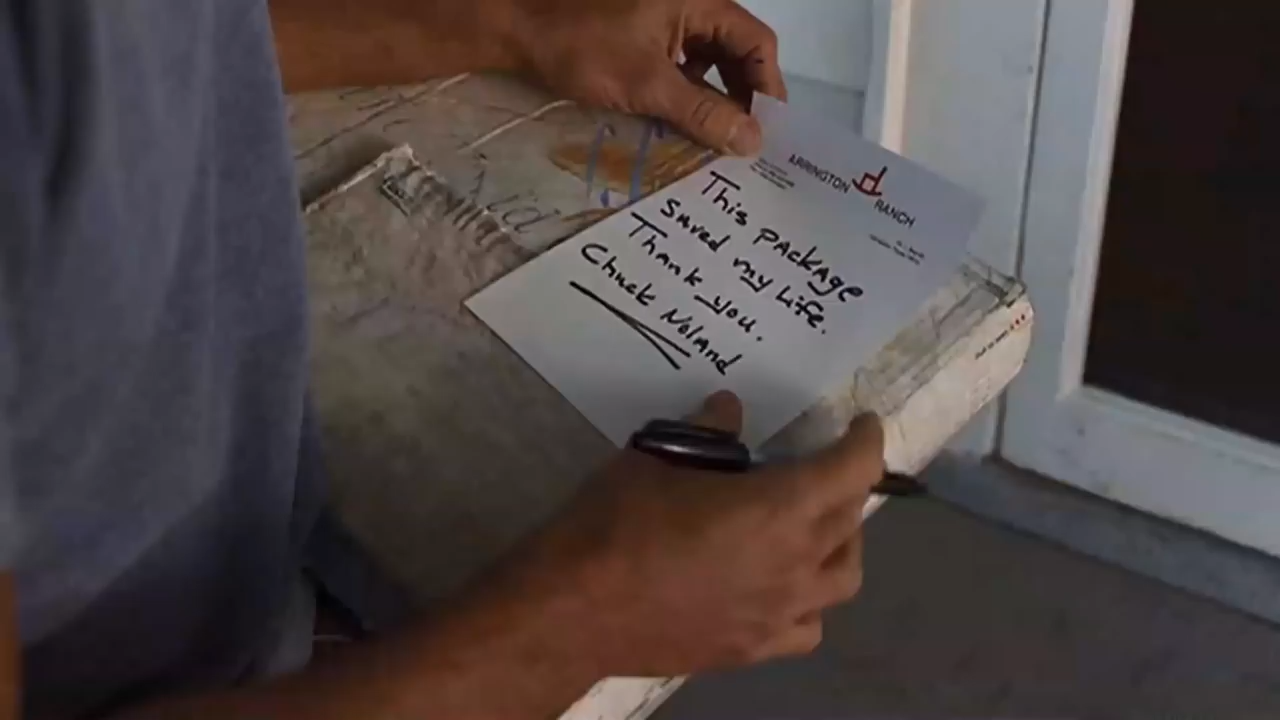 ARRINGTON RANCH
This PACKAGE
Saved my Life.
Thank you.
Chuck Noland